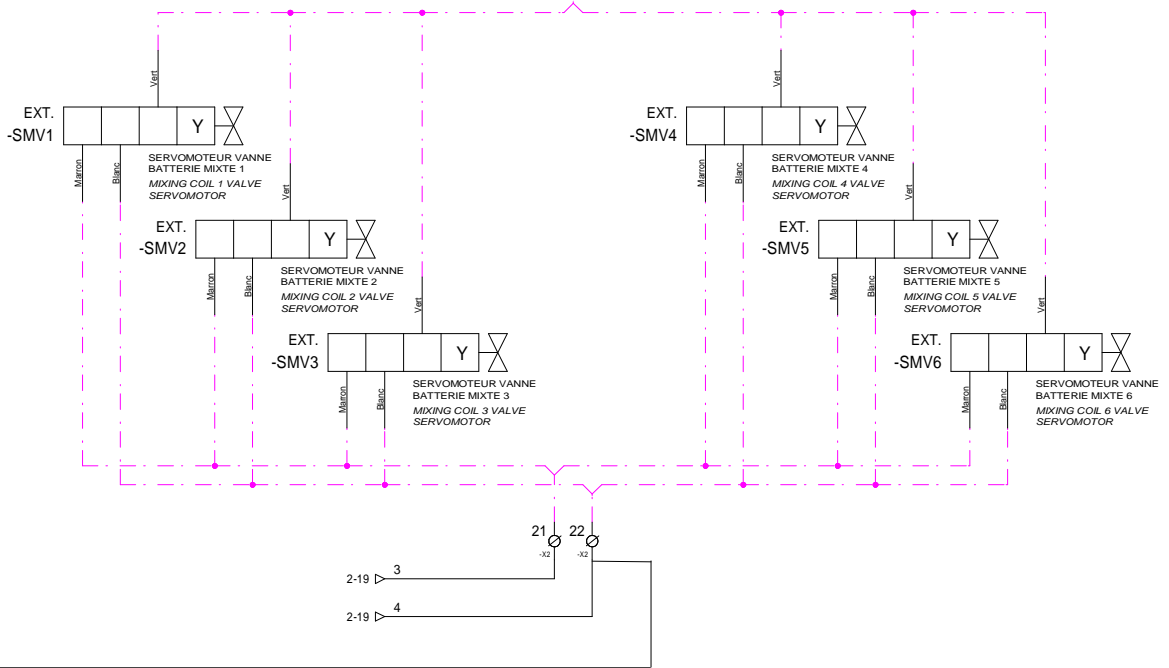 Vert
EXT.
-SMV1
Y
Marron
Blanc
SERVOMOTEUR VANNE
BATTERIE MIXTE 1
MIXING COIL 1 VALVE
SERVOMOTOR
Vert
EXT.
-SMV2
Y
Marron
Blanc
SERVOMOTEUR VANNE
BATTERIE MIXTE 2
MIXING COIL 2 VALVE
SERVOMOTOR
Vert
EXT.
-SMV3
Y
Marron
Blanc
SERVOMOTEUR VANNE
BATTERIE MIXTE 3
MIXING COIL 3 VALVE
SERVOMOTOR
Vert
EXT.
-SMV4
Y
Marron
Blanc
SERVOMOTEUR VANNE
BATTERIE MIXTE 4
MIXING COIL 4 VALVE
SERVOMOTOR
Vert
EXT.
-SMV5
Y
Marron
Blanc
SERVOMOTEUR VANNE
BATTERIE MIXTE 5
MIXING COIL 5 VALVE
SERVOMOTOR
Vert
EXT.
-SMV6
Y
Marron
Blanc
SERVOMOTEUR VANNE
BATTERIE MIXTE 6
MIXING COIL 6 VALVE
SERVOMOTOR
21
-X2
22
-X2
2-19
3
2-19
4